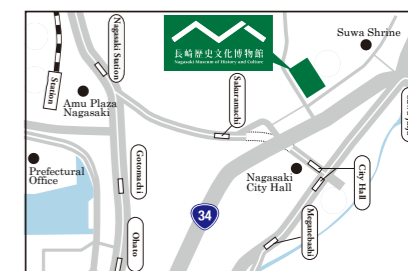 Nagasaki Station
長崎歴史文化博物館
Nagasaki Museum of History and Culture
Suwa Shrine
Station
Amu Plaza
Nagasaki
Sakuramachi
Prefectural
Office
Gotomachi
Nagasaki
City Hall
City Hall
34
Ohato
Meganebashi